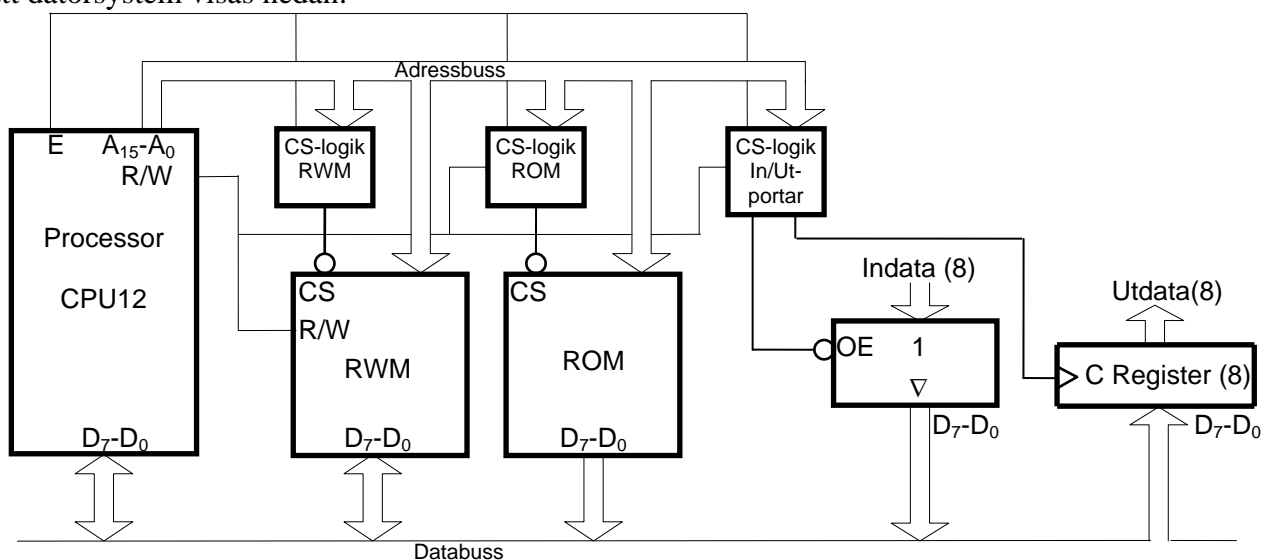 ett datorsystem visas nedan.
Adressbuss
E A15-A0
R/W
Processor
CPU12
D7-D0
CS-logik
RWM
CS-logik
ROM
CS-logik
In/Ut-
portar
CS
R/W
RWM
D7-D0
CS
ROM
D7-D0
Indata (8)
OE 1
∇
D7-D0
Utdata(8)
C Register (8)
D7-D0
Databuss